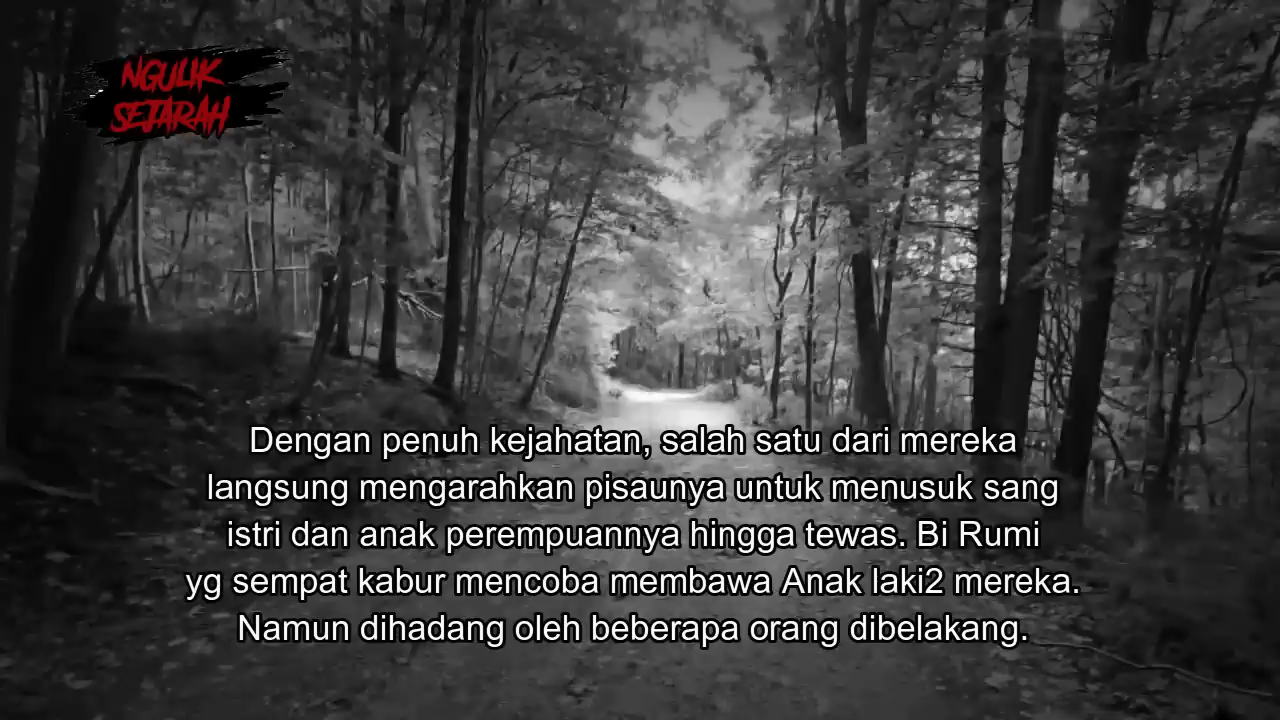 NGULIK
SEJARAH
Dengan penuh kejahatan, salah satu dari mereka
langsung mengarahkan pisaunya untuk menusuk sang
istri dan anak perempuannya hingga tewas. Bi Rumi
yg sempat kabur mencoba membawa Anak laki2 mereka.
Namun dihadang oleh beberapa orang dibelakang.